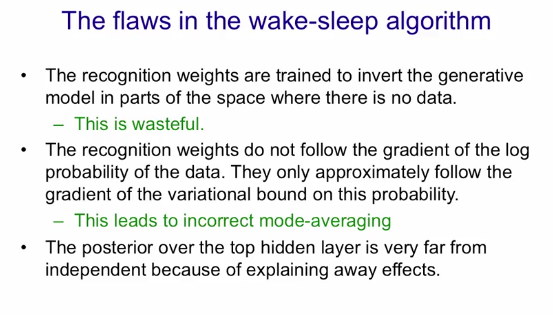 The flaws in the wake-sleep algorithm
• The recognition weights are trained to invert the generative
model in parts of the space where there is no data.
– This is wasteful.
• The recognition weights do not follow the gradient of the log
probability of the data. They only approximately follow the
gradient of the variational bound on this probability.
– This leads to incorrect mode-averaging
• The posterior over the top hidden layer is very far from
independent because of explaining away effects.